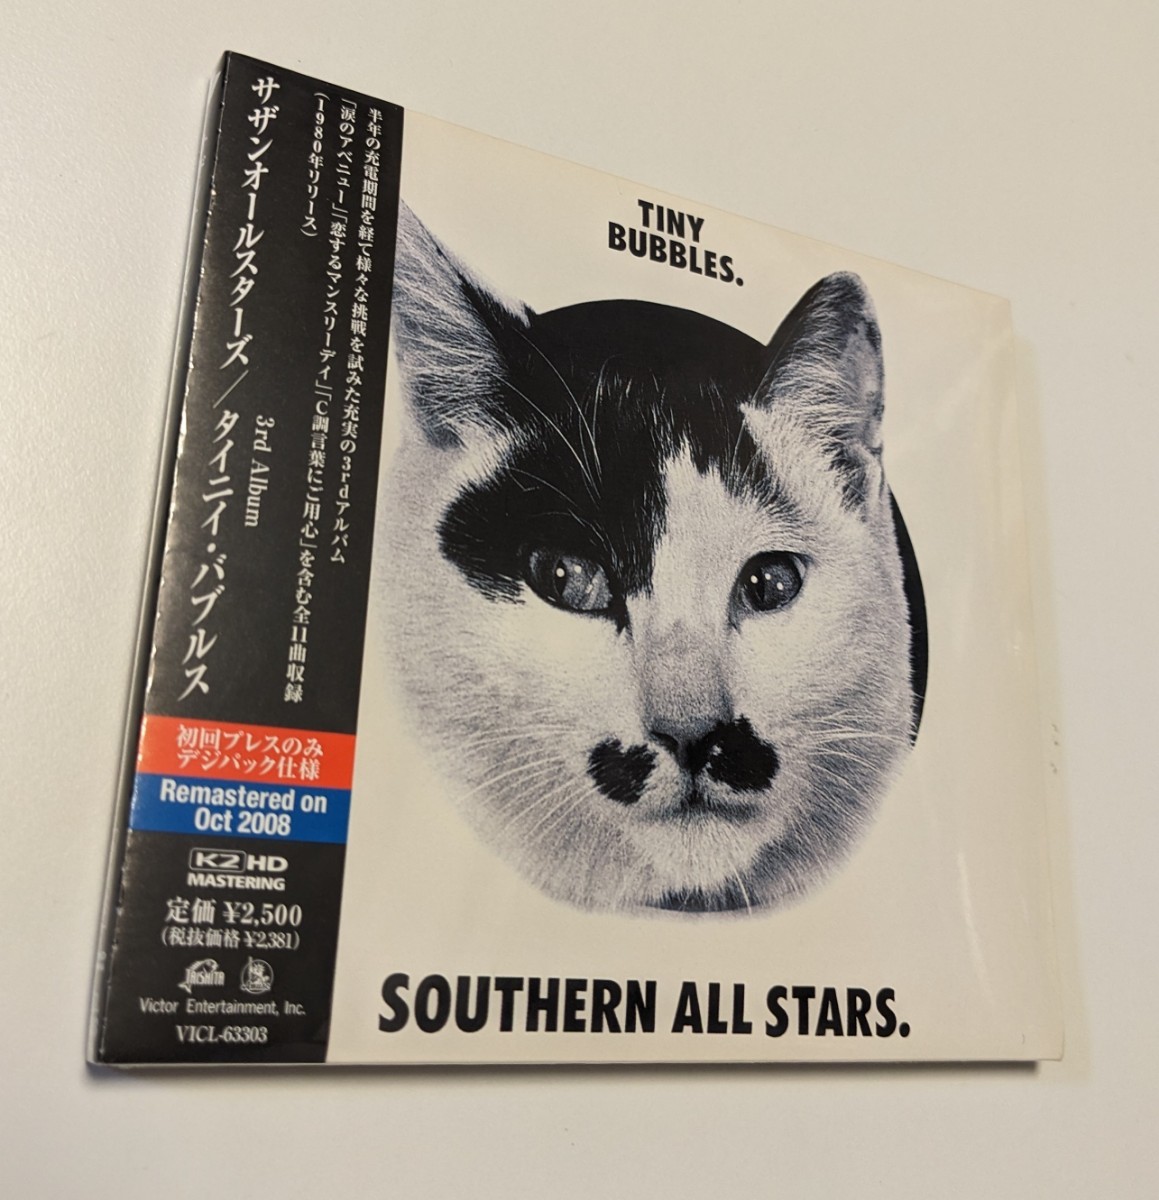 半年の充電期間を経て様々な挑戦を試みた充実の3rdアルバム
「涙のアベニュー」「恋するマンスリーデイ」「C調言葉にご用心」を含む全11曲収録
(1980年リリース)
サザンオールスターズ/タイニイ・バブルス
3rd Album
初回プレスのみ
デジパック仕様
Remastered on
Oct 2008
K2 HD
MASTERING
定価 ¥2,500
(税抜価格 ¥2,381)
TAISHITA
Victor Entertainment, Inc.
VICL-63303
TINY
BUBBLES.
SOUTHERN ALL STARS.